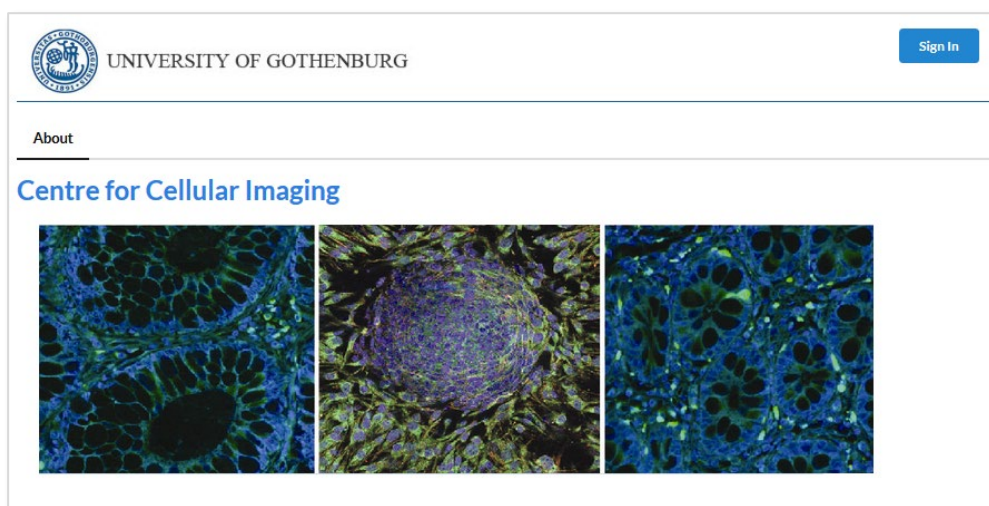 UNIVERSITY OF GOTHENBURG
Sign In
About
Centre for Cellular Imaging